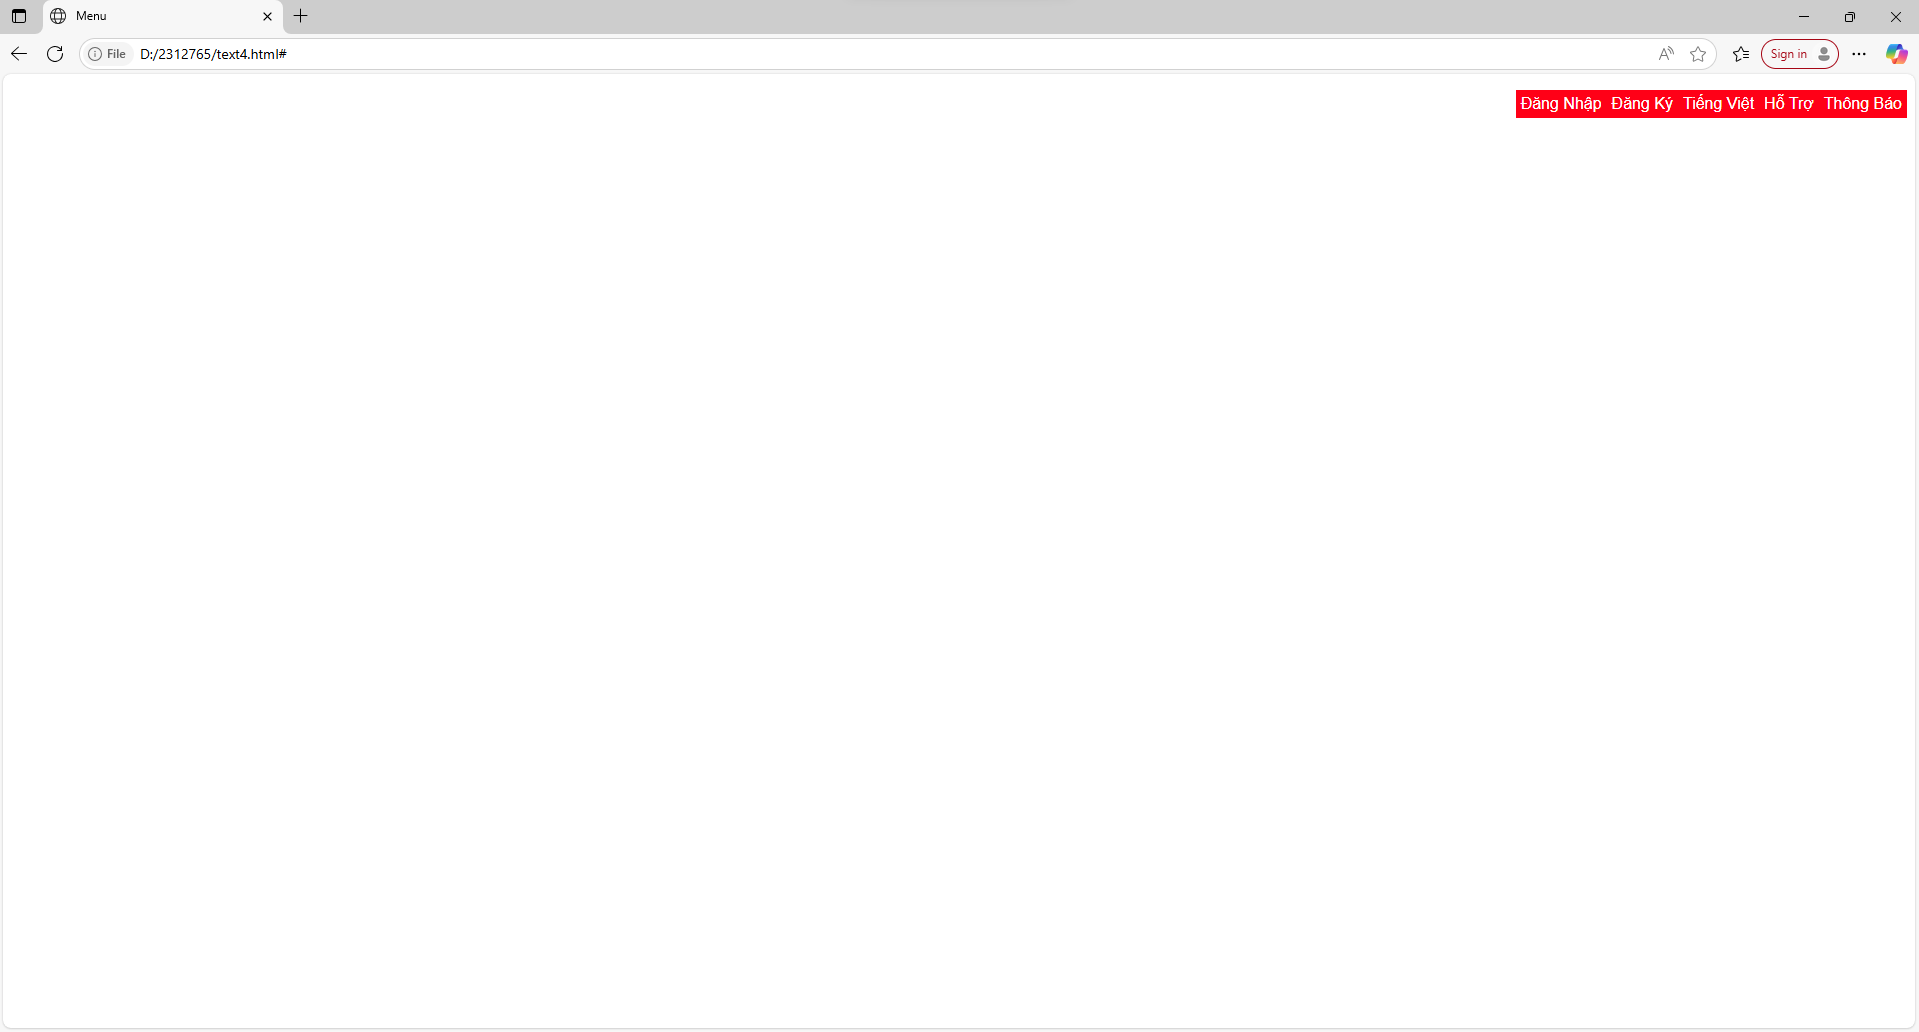 Menu
File D:/2312765/text4.html# Sign in
Đăng Nhập Đăng Ký Tiếng Việt Hỗ Trợ Thông Báo